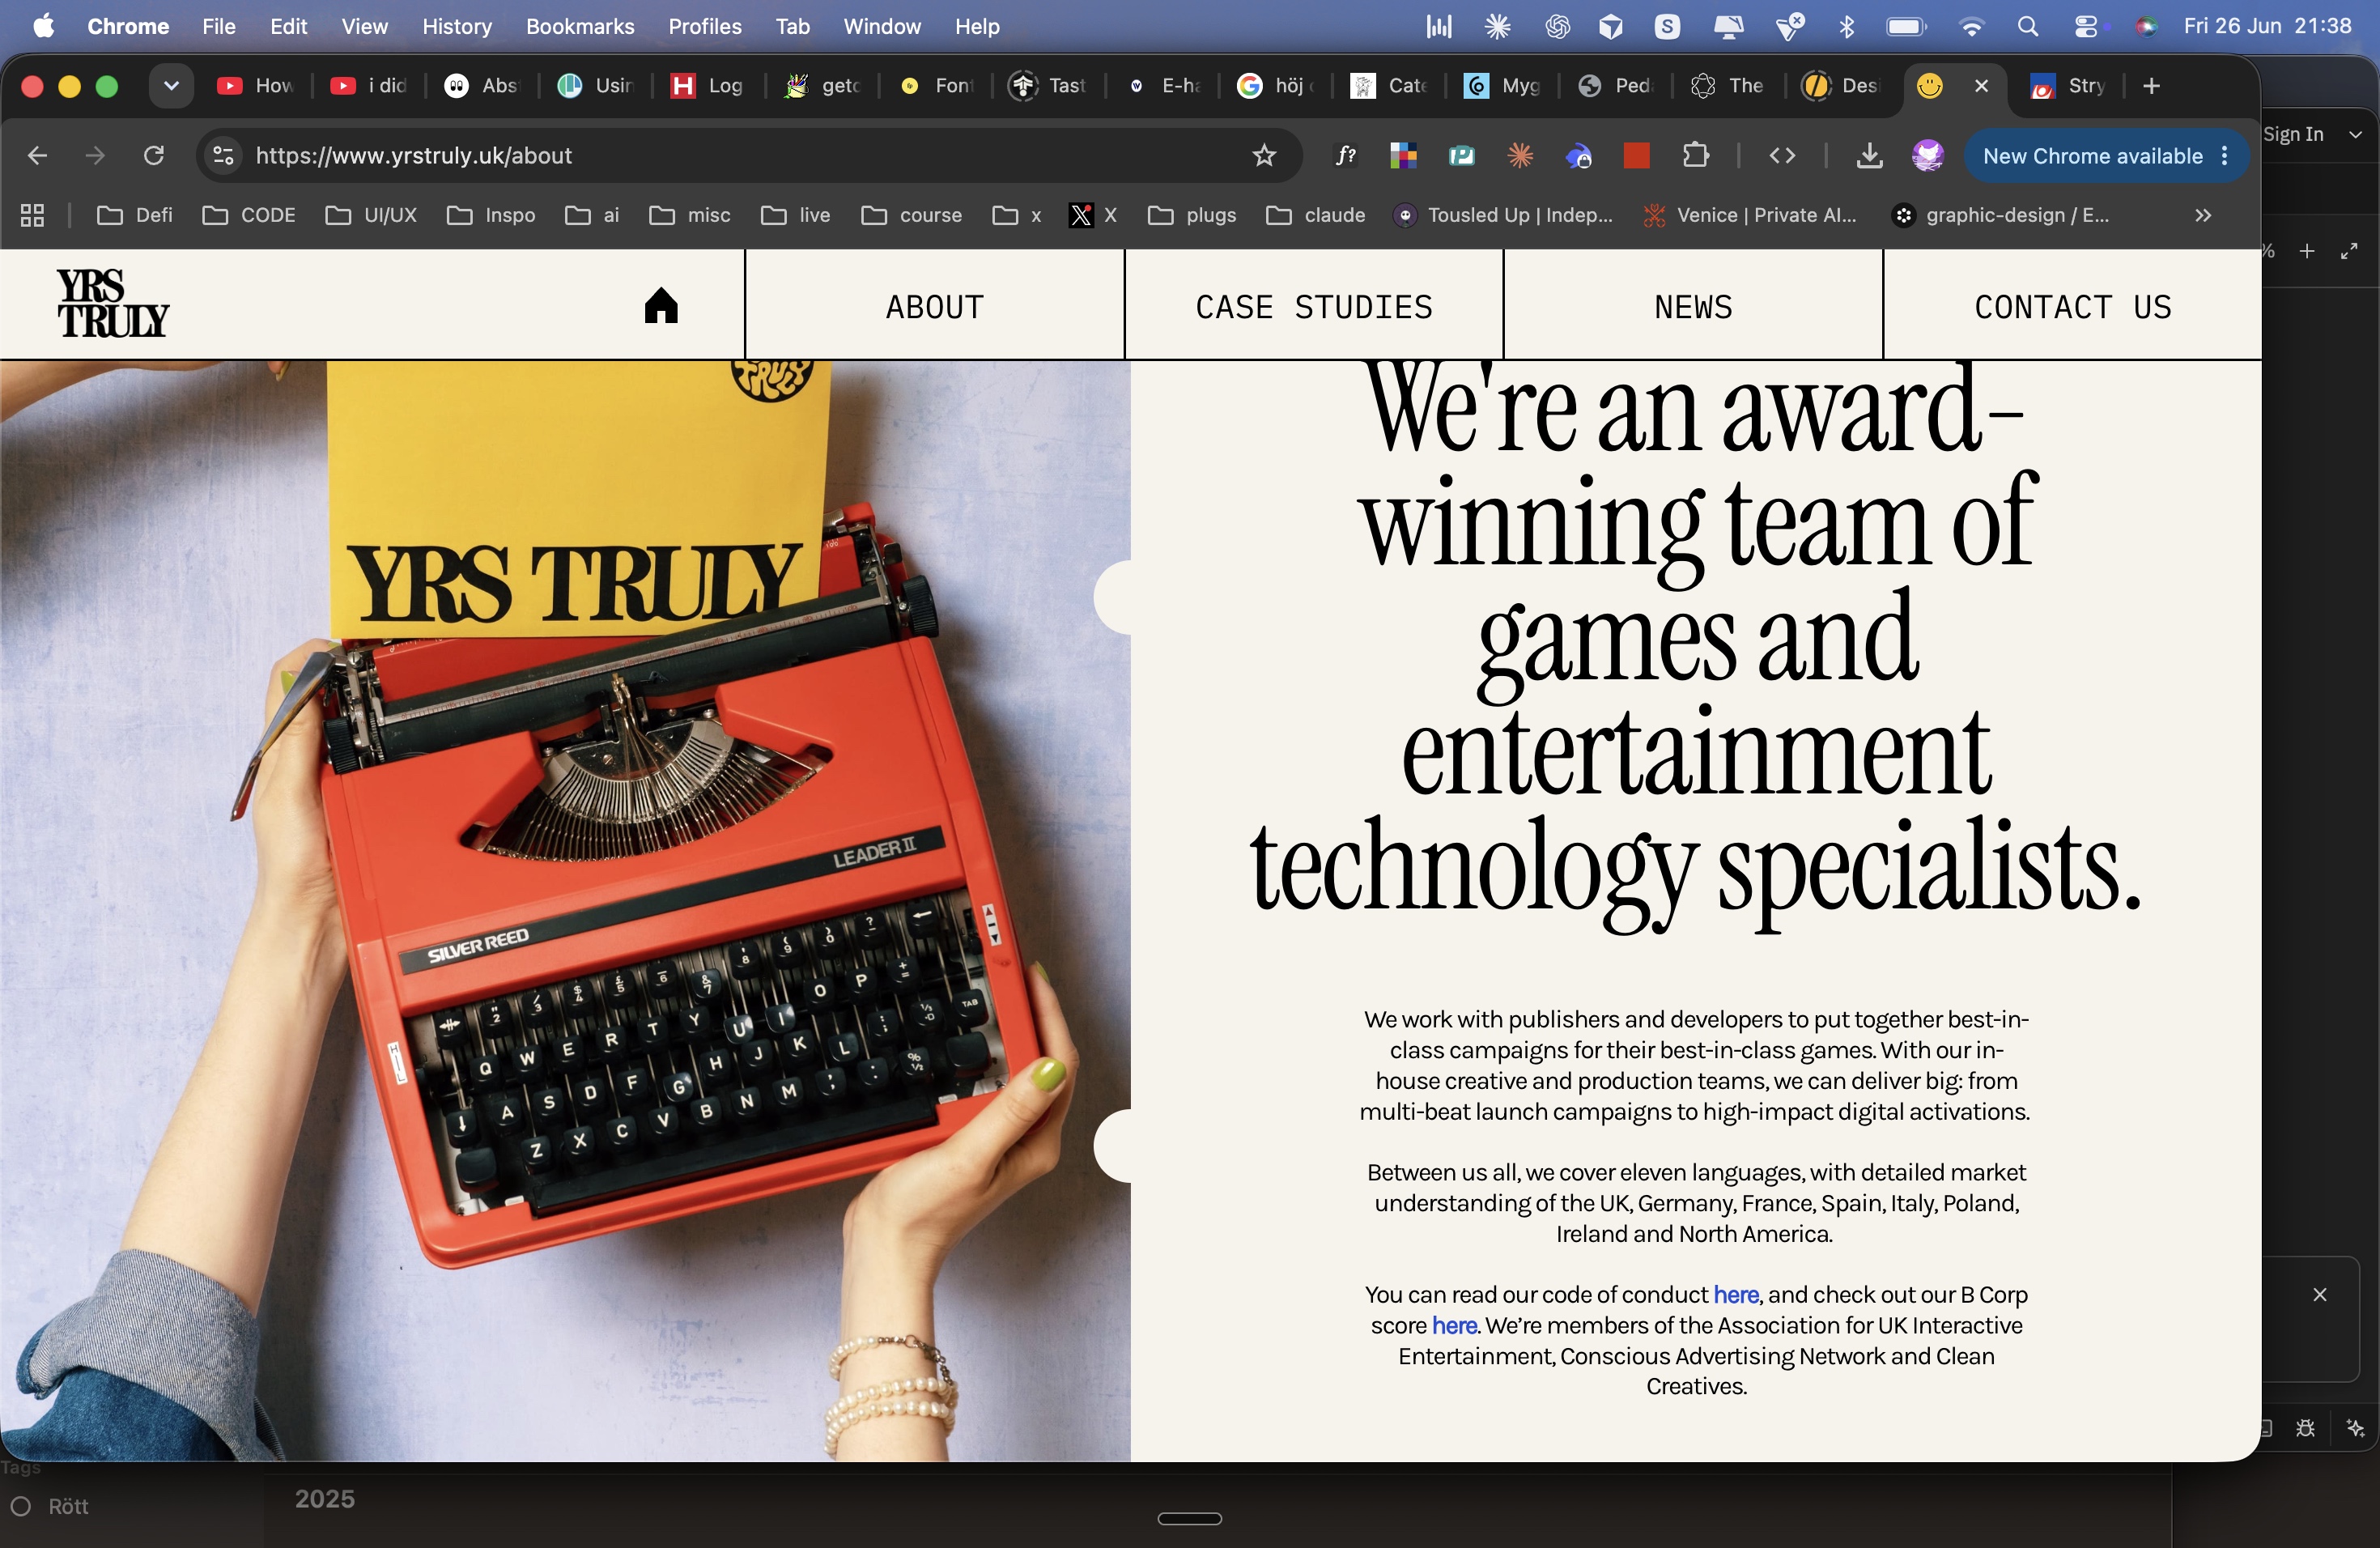 Chrome File Edit View History Bookmarks Profiles Tab Window Help Fri 26 Jun 21:38
How i did Abs Usin Log getc Font Tast E-ha höj Cate Myg Ped The Desi Stry
https://www.yrstruly.uk/about
New Chrome available
Sign In
Defi CODE UI/UX Inspo ai misc live course x X plugs claude Tousled Up | Indep... Venice | Private AI... graphic-design / E...
%
YRS
TRULY
ABOUT CASE STUDIES NEWS CONTACT US
TRULY
YRS TRULY
LEADER II
SILVER REED
Q W E R T Y U I O P
TAB
A S D F G H J K L
Z X C V B N M
We're an award-
winning team of
games and
entertainment
technology specialists.
We work with publishers and developers to put together best-in-
class campaigns for their best-in-class games. With our in-
house creative and production teams, we can deliver big: from
multi-beat launch campaigns to high-impact digital activations.
Between us all, we cover eleven languages, with detailed market
understanding of the UK, Germany, France, Spain, Italy, Poland,
Ireland and North America.
You can read our code of conduct here, and check out our B Corp
score here. We’re members of the Association for UK Interactive
Entertainment, Conscious Advertising Network and Clean
Creatives.
Tags
Rött
2025